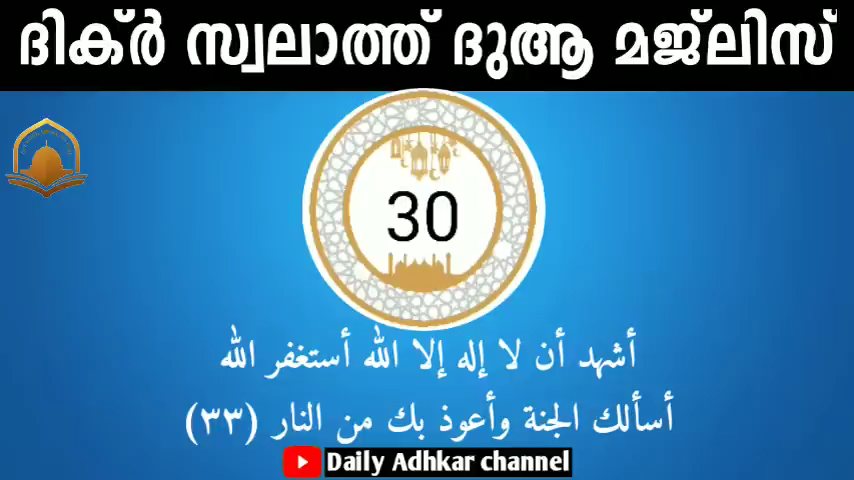 ദിക്ർ സ്വലാത്ത് ദുആ മജ്ലിസ്
30
أشهد أن لا إله إلا الله أستغفر الله
أسألك الجنة وأعوذ بك من النار (٣٣)
Daily Adhkar channel